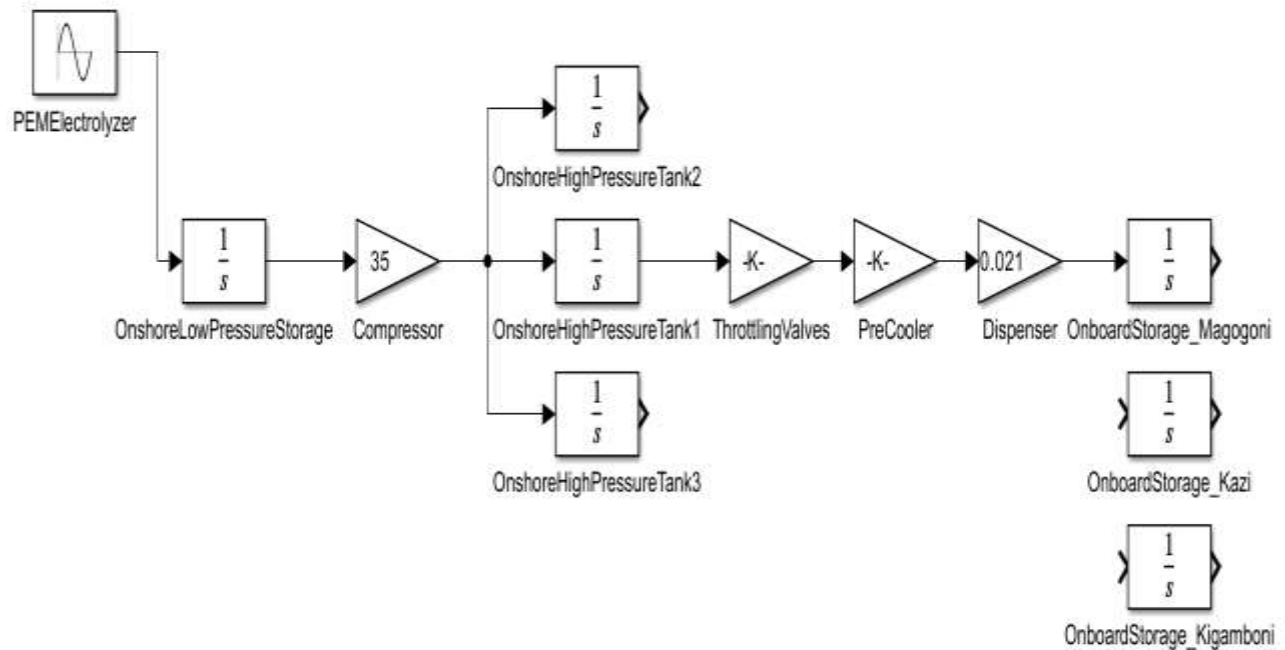 PEMElectrolyzer
1
s
OnshoreHighPressureTank2
1
s
OnshoreLowPressureStorage
35
Compressor
1
s
OnshoreHighPressureTank1
-K-
ThrottlingValves
-K-
PreCooler
0.021
Dispenser
1
s
OnboardStorage_Magogoni
1
s
OnshoreHighPressureTank3
1
s
OnboardStorage_Kazi
1
s
OnboardStorage_Kigamboni